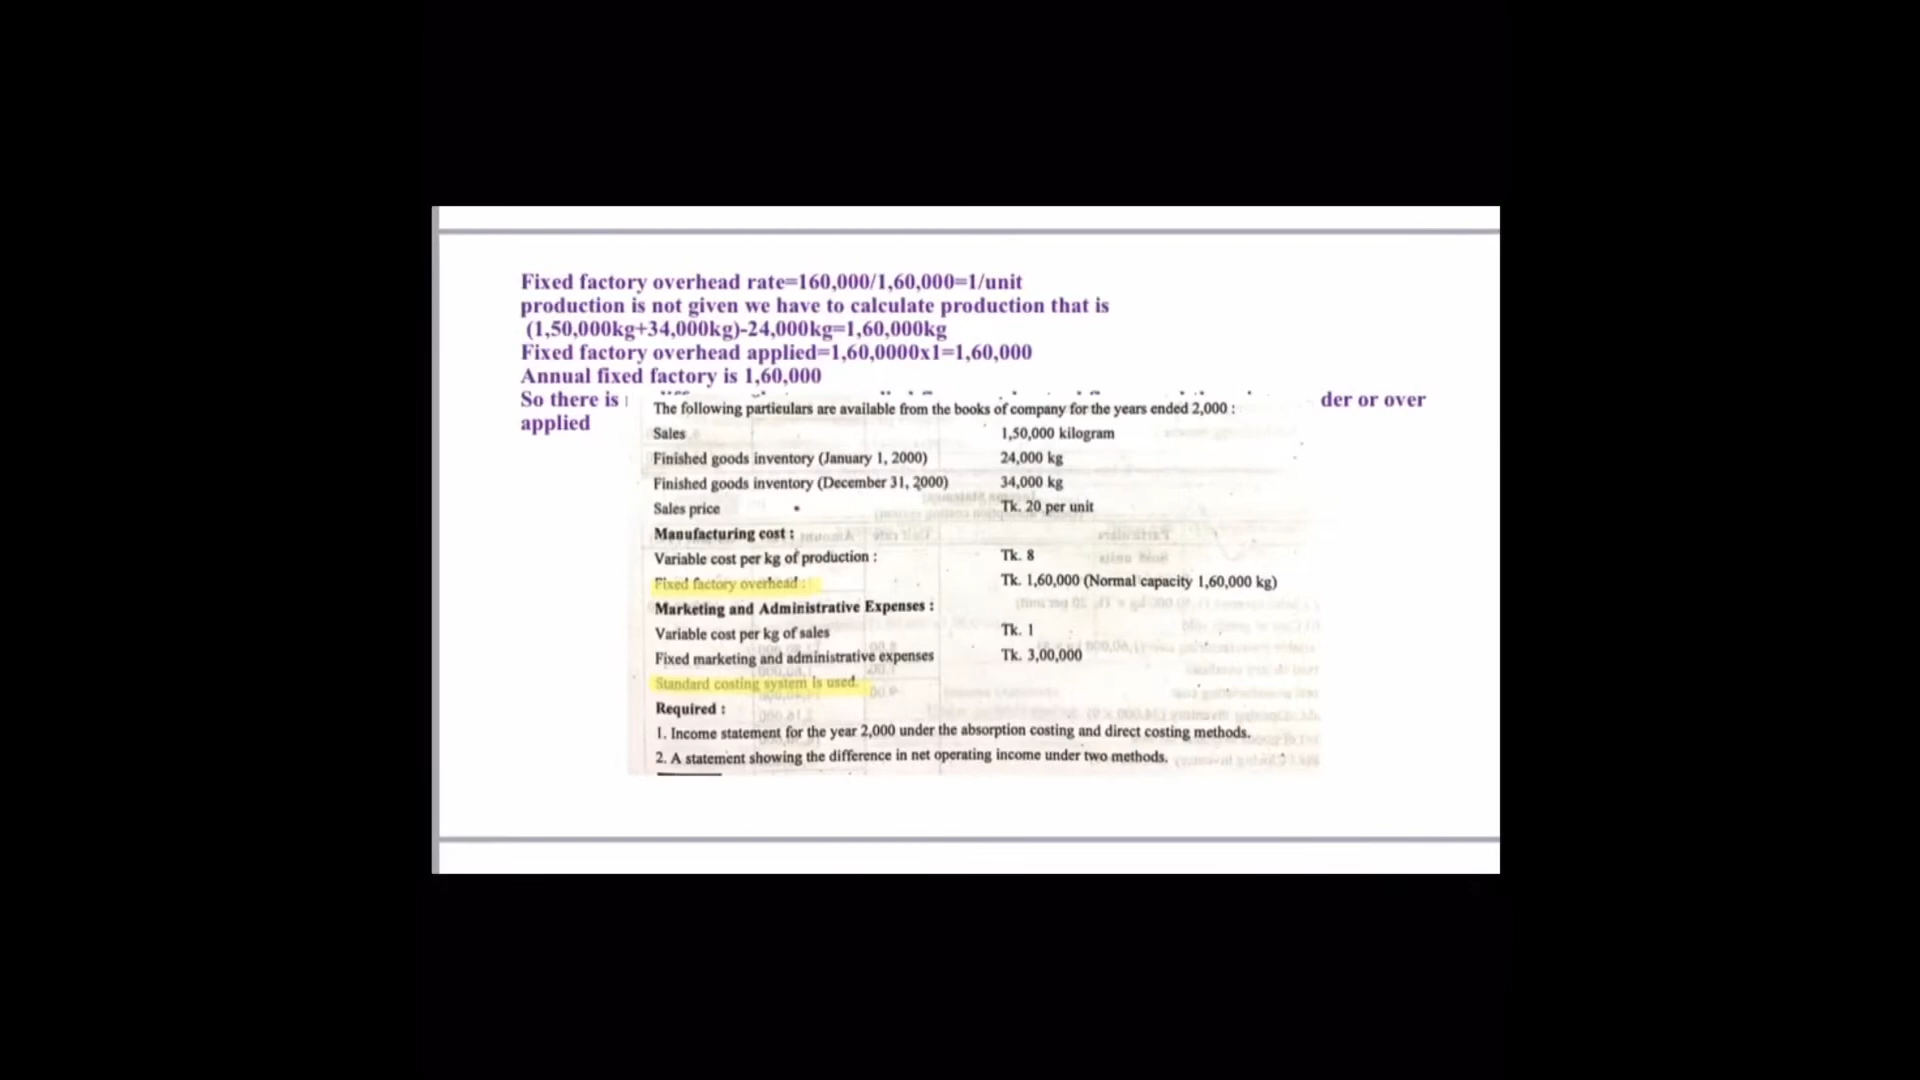 Fixed factory overhead rate=160,000/1,60,000=1/unit
production is not given we have to calculate production that is
(1,50,000kg+34,000kg)-24,000kg=1,60,000kg
Fixed factory overhead applied=1,60,0000x1=1,60,000
Annual fixed factory is 1,60,000
So there is der or over
applied
The following particulars are available from the books of company for the years ended 2,000 :
Sales 1,50,000 kilogram
Finished goods inventory (January 1, 2000) 24,000 kg
Finished goods inventory (December 31, 2000) 34,000 kg
Sales price Tk. 20 per unit
Manufacturing cost :
Variable cost per kg of production : Tk. 8
Fixed factory overhead : Tk. 1,60,000 (Normal capacity 1,60,000 kg)
Marketing and Administrative Expenses :
Variable cost per kg of sales Tk. 1
Fixed marketing and administrative expenses Tk. 3,00,000
Standard costing system is used.
Required :
1. Income statement for the year 2,000 under the absorption costing and direct costing methods.
2. A statement showing the difference in net operating income under two methods.